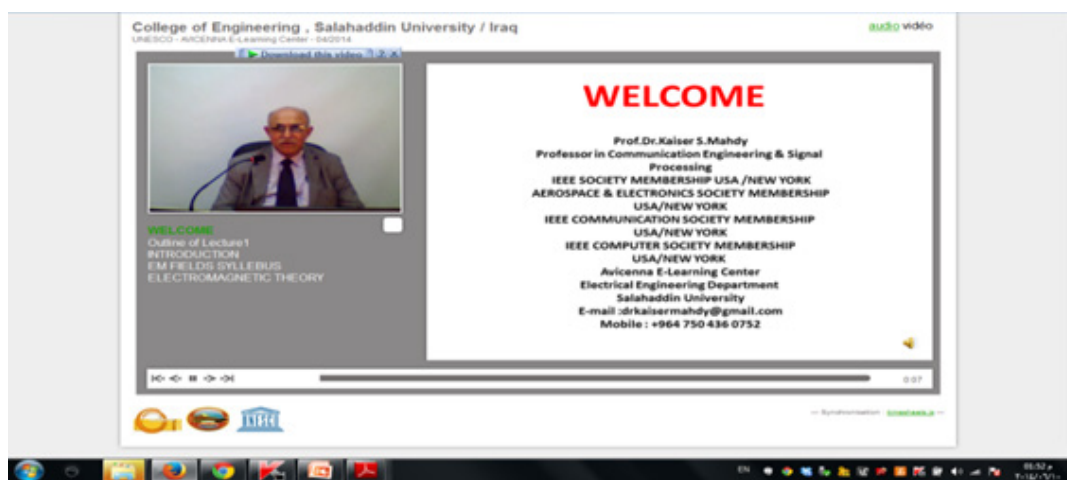 College of Engineering , Salahaddin University / Iraq
audio vidéo
UNESCO - AVICENNA E-Learning Center - 04/2014
Download this video ? X
WELCOME
Prof.Dr.Kaiser S.Mahdy
Professor in Communication Engineering & Signal
Processing
IEEE SOCIETY MEMBERSHIP USA /NEW YORK
AEROSPACE & ELECTRONICS SOCIETY MEMBERSHIP
USA/NEW YORK
IEEE COMMUNICATION SOCIETY MEMBERSHIP
USA/NEW YORK
IEEE COMPUTER SOCIETY MEMBERSHIP
USA/NEW YORK
Avicenna E-Learning Center
Electrical Engineering Department
Salahaddin University
E-mail :drkaisermahdy@gmail.com
Mobile : +964 750 436 0752
WELCOME
Outline of Lecture1
INTRODUCTION
EM FIELDS SYLLEBUS
ELECTROMAGNETIC THEORY
0:07
Synchronisation
EN